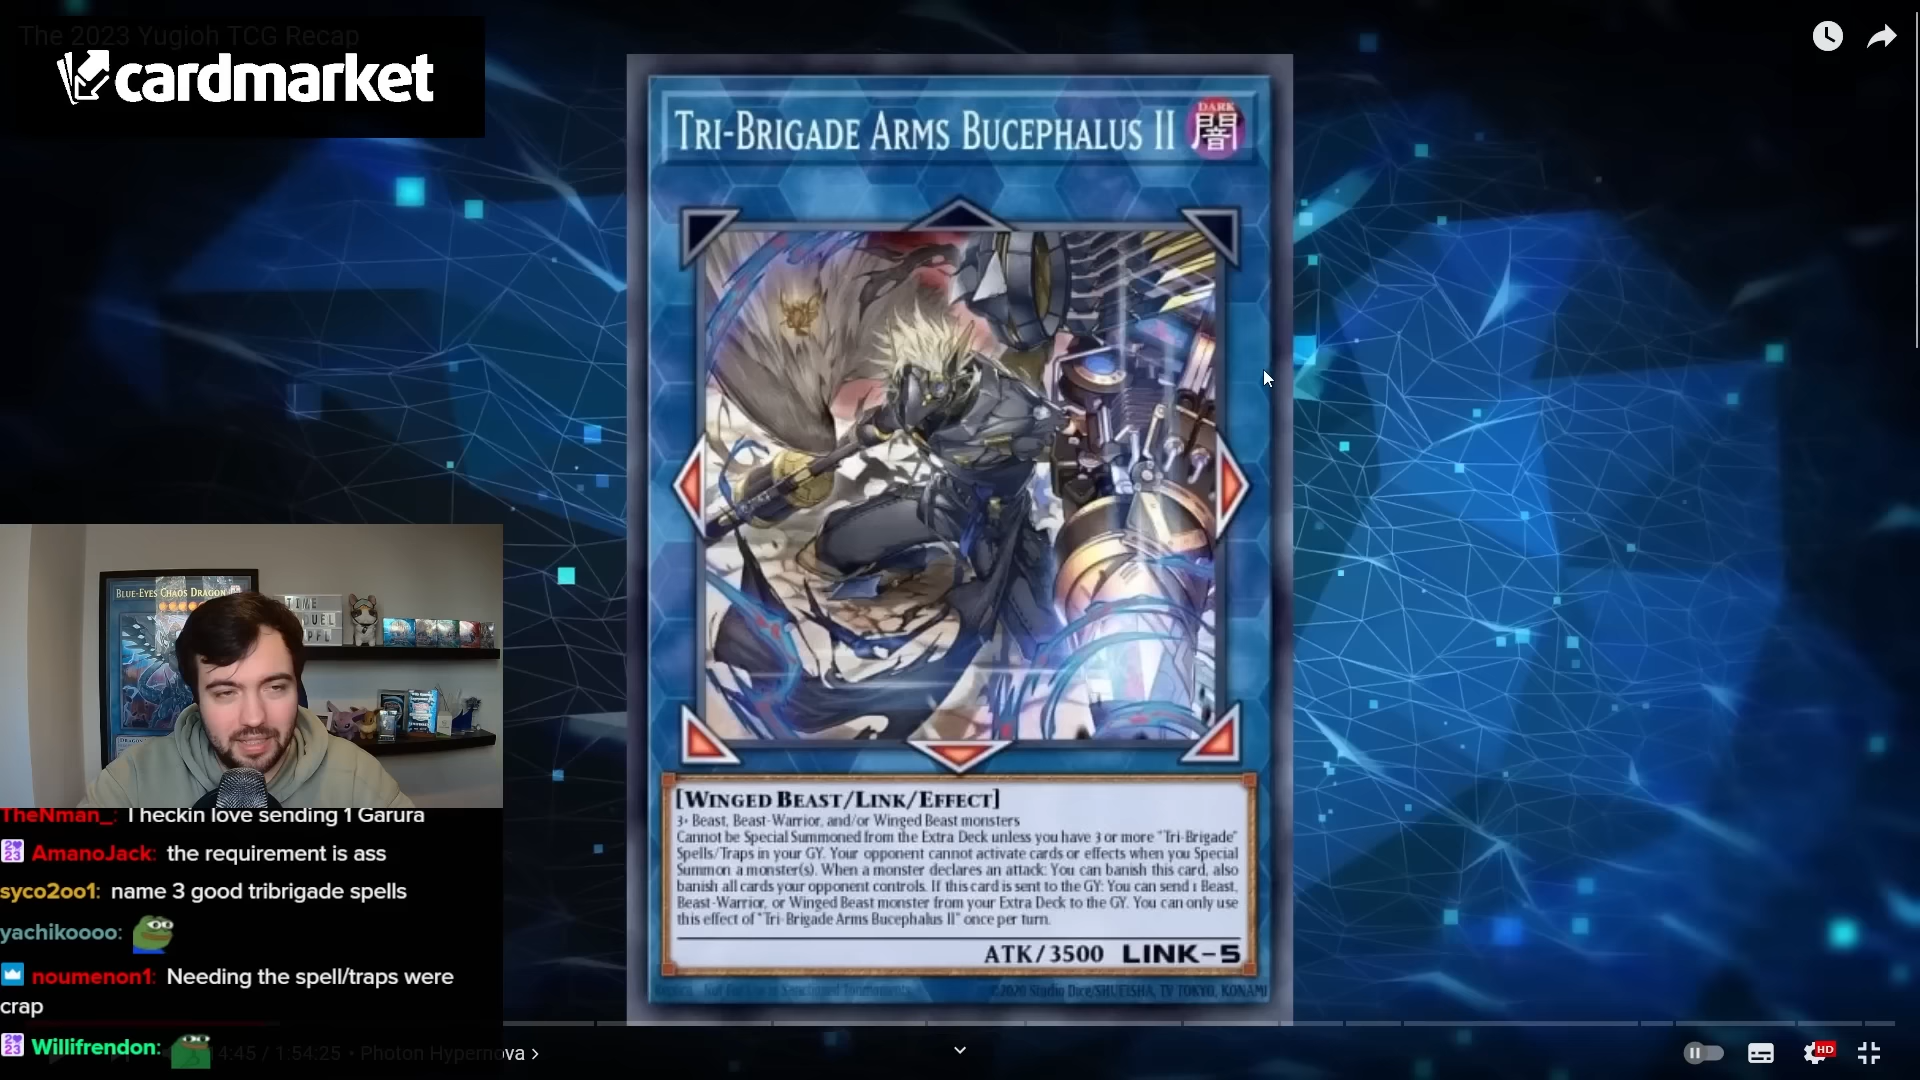 The 2023 Yugioh TCG Recap
cardmarket
TRI-BRIGADE ARMS BUCEPHALUS II
DARK
闇
[WINGED BEAST/LINK/EFFECT]
3+ Beast, Beast-Warrior, and/or Winged Beast monsters
Cannot be Special Summoned from the Extra Deck unless you have 3 or more "Tri-Brigade"
Spells/Traps in your GY. Your opponent cannot activate cards or effects when you Special
Summon a monster(s). When a monster declares an attack: You can banish this card, also
banish all cards your opponent controls. If this card is sent to the GY: You can send 1 Beast,
Beast-Warrior, or Winged Beast monster from your Extra Deck to the GY. You can only use
this effect of "Tri-Brigade Arms Bucephalus II" once per turn.
ATK/3500 LINK-5
©2020 Studio Dice/SHUEISHA, TV TOKYO, KONAMI
BLUE-EYES CHAOS DRAGON
TIME
DUEL
TheNman_: I heckin love sending 1 Garura
AmanoJack: the requirement is ass
syco2oo1: name 3 good tribrigade spells
yachikoooo:
noumenon1: Needing the spell/traps were
crap
Willifrendon:
4:45 / 1:54:25 • Photon Hypernova >
HD